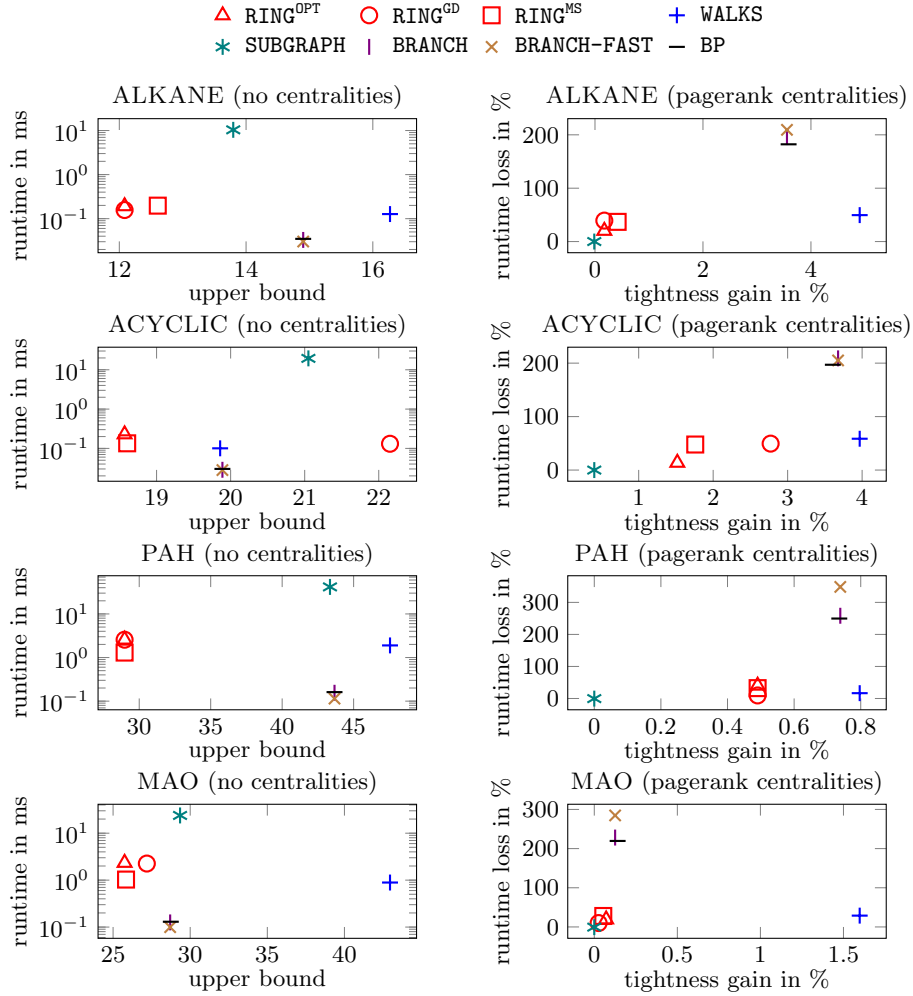 RING^OPT RING^GD RING^MS WALKS
SUBGRAPH BRANCH BRANCH-FAST BP
ALKANE (no centralities)
runtime in ms
10^1
10^0
10^−1
12 14 16
upper bound
ALKANE (pagerank centralities)
runtime loss in %
200
100
0
0 2 4
tightness gain in %
ACYCLIC (no centralities)
runtime in ms
10^1
10^0
10^−1
19 20 21 22
upper bound
ACYCLIC (pagerank centralities)
runtime loss in %
200
100
0
1 2 3 4
tightness gain in %
PAH (no centralities)
runtime in ms
10^1
10^0
10^−1
30 35 40 45
upper bound
PAH (pagerank centralities)
runtime loss in %
300
200
100
0
0 0.2 0.4 0.6 0.8
tightness gain in %
MAO (no centralities)
runtime in ms
10^1
10^0
10^−1
25 30 40
upper bound
MAO (pagerank centralities)
runtime loss in %
300
200
100
0
0 0.5 1 1.5
tightness gain in %